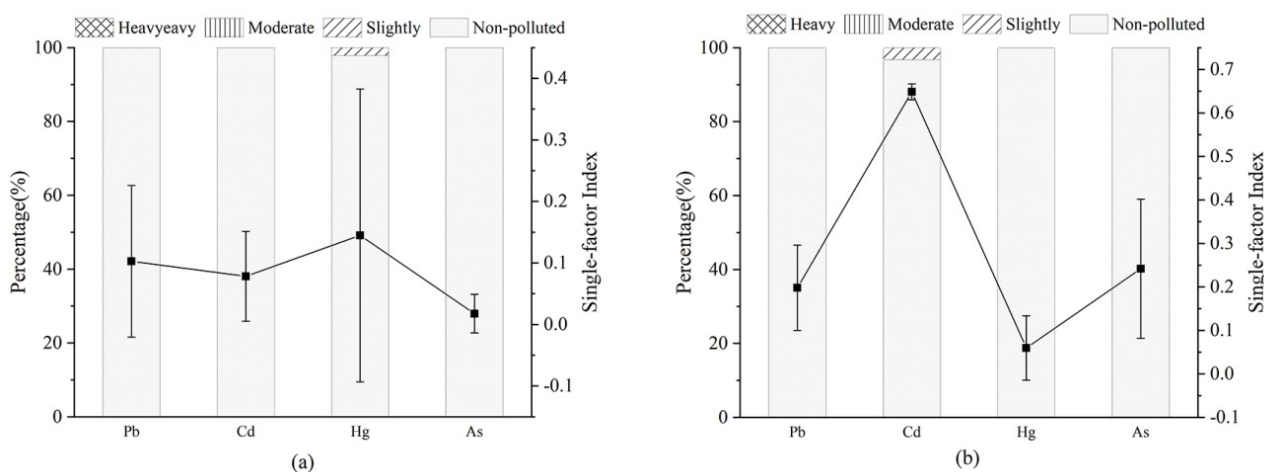 Heavyeavy Moderate Slightly Non-polluted
100
80
60
40
20
0
Percentage(%)
0.4
0.3
0.2
0.1
0.0
-0.1
Single-factor Index
Pb Cd Hg As
(a)
Heavy Moderate Slightly Non-polluted
100
80
60
40
20
0
Percentage(%)
0.7
0.6
0.5
0.4
0.3
0.2
0.1
0.0
-0.1
Single-factor Index
Pb Cd Hg As
(b)